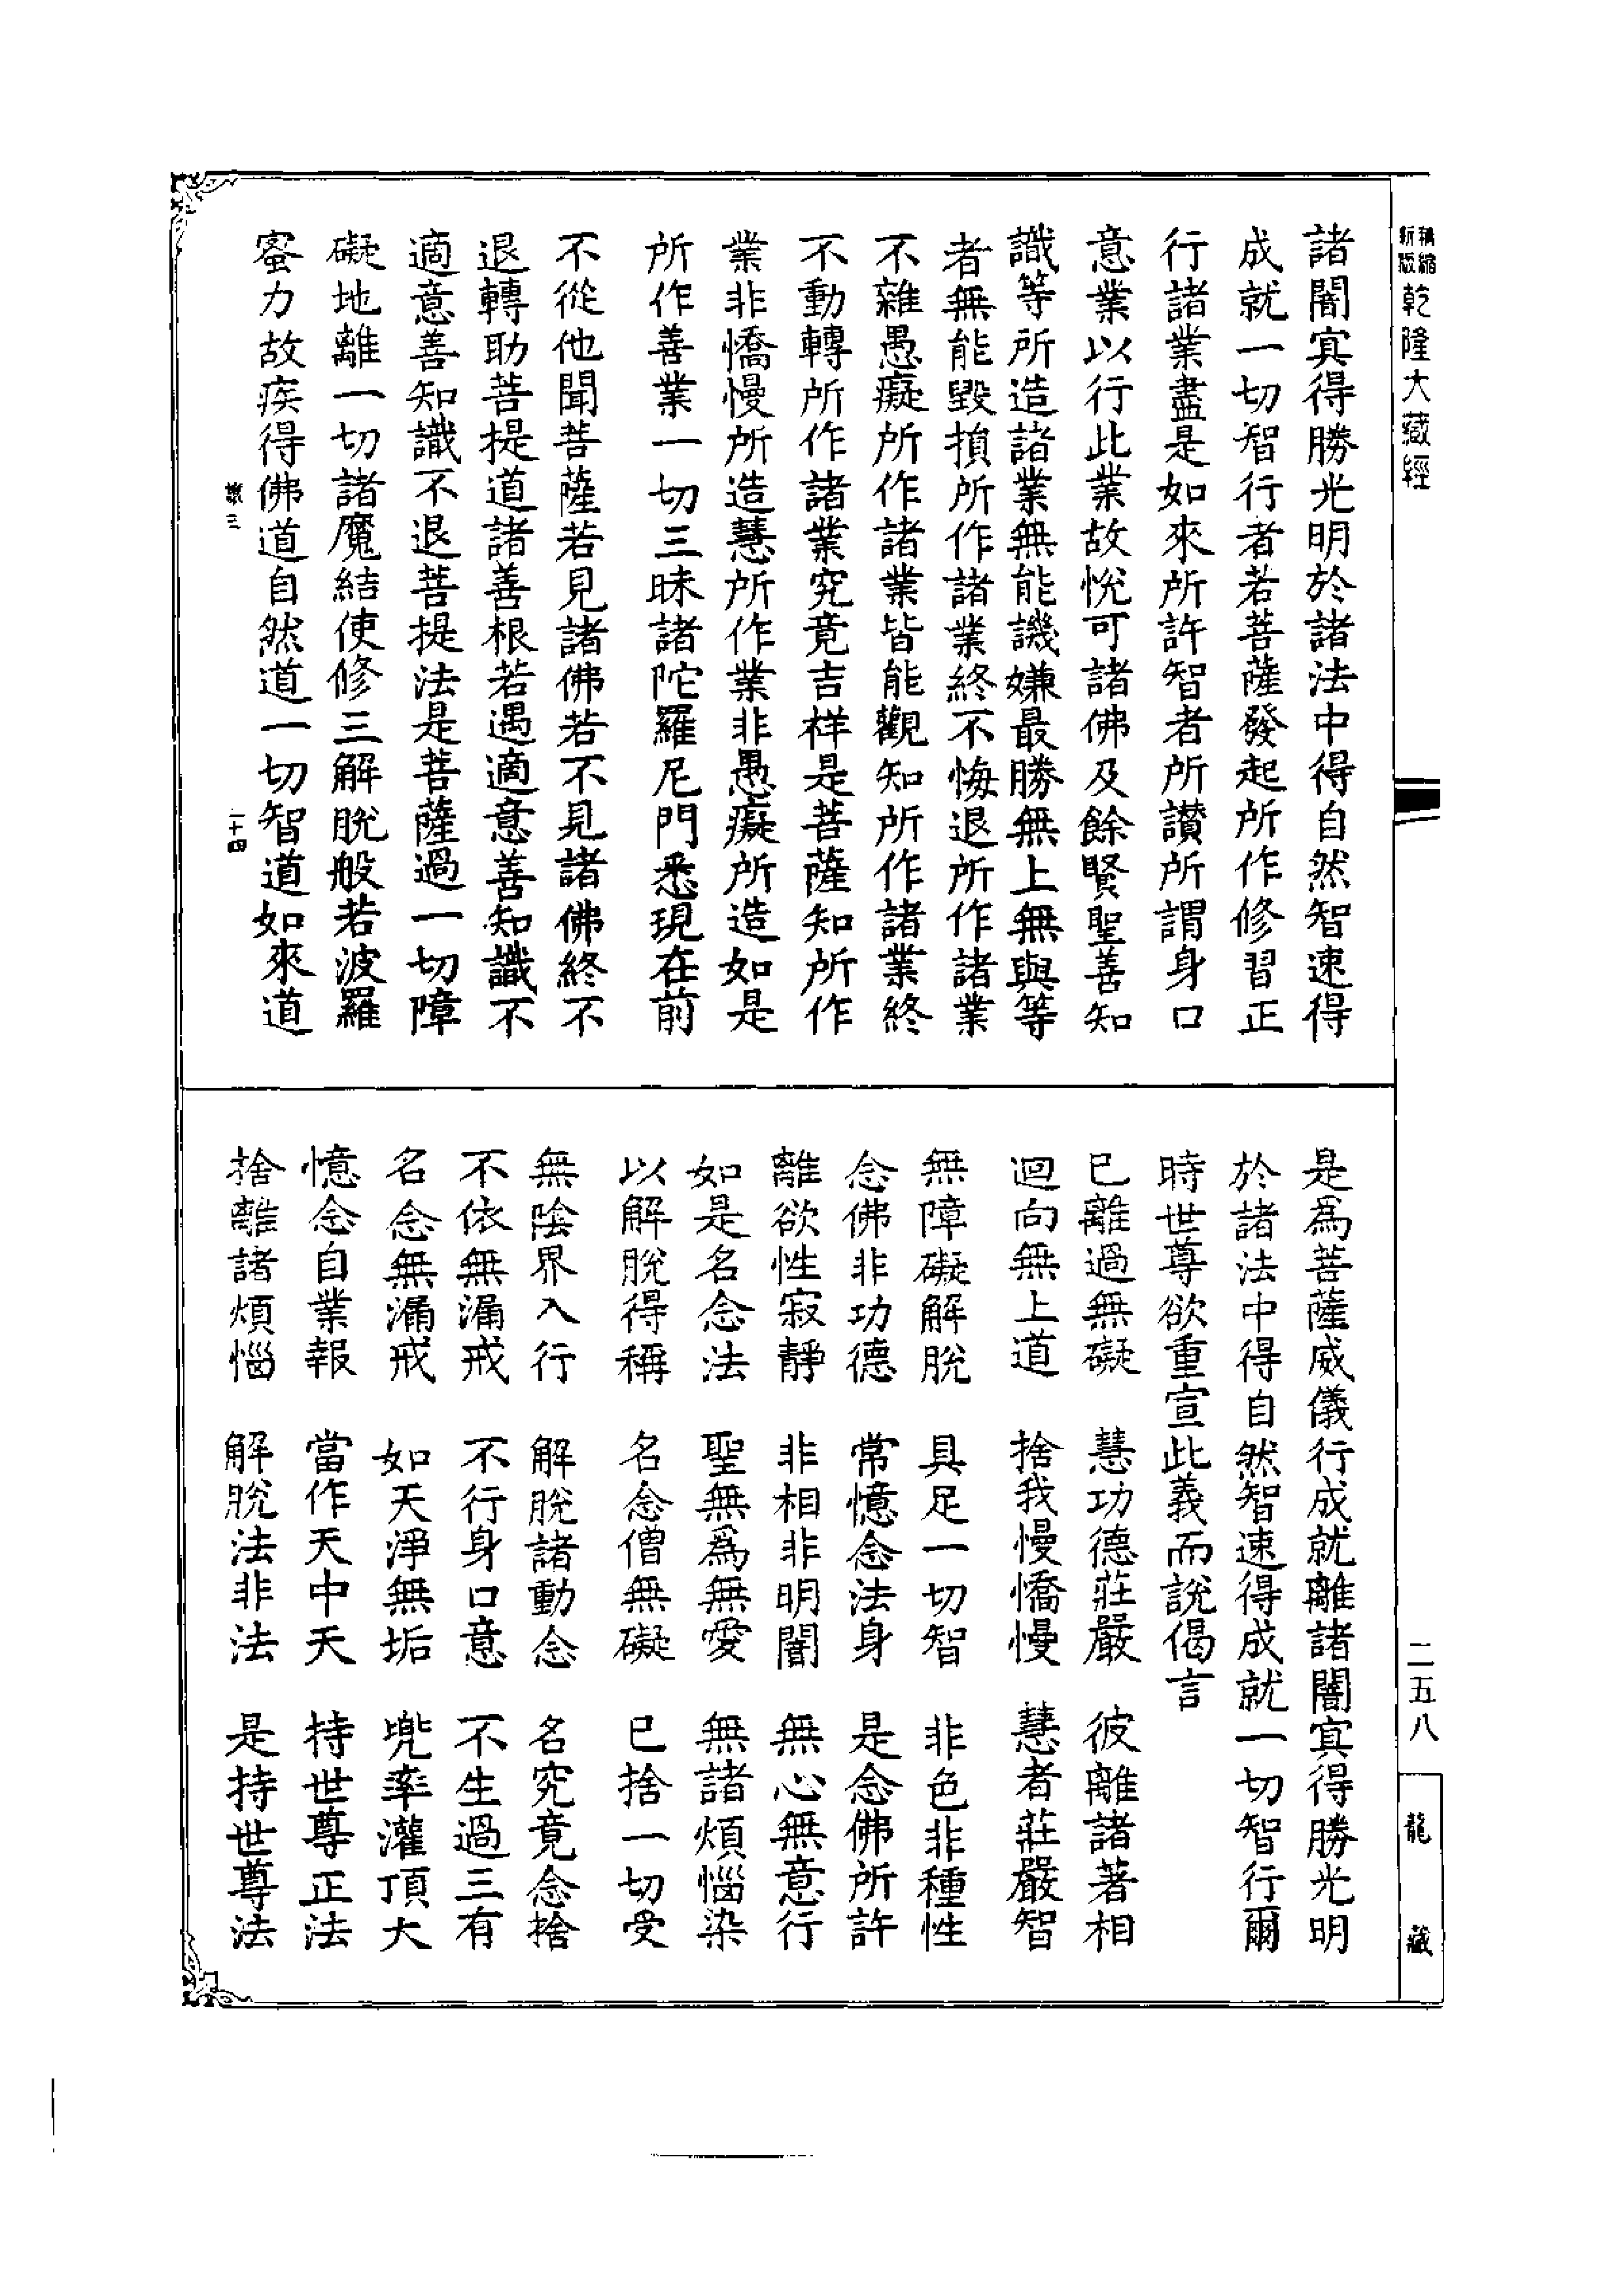 新版精縮乾隆大藏經
諸闇冥得勝光明於諸法中得自然智速得
成就一切智行者若菩薩發起所作修習正
行諸業盡是如來所許智者所讃所謂身口
意業以行此業故悅可諸佛及餘賢聖善知
識等所造諸業無能譏嫌最勝無上無與等
者無能毀損所作諸業終不悔退所作諸業
不雜愚癡所作諸業皆能觀知所作諸業終
不動轉所作諸業究竟吉祥是菩薩知所作
業非憍慢所造慧所作業非愚癡所造如是
所作善業一切三昧諸陀羅尼門悉現在前
不從他聞菩薩若見諸佛若不見諸佛終不
退轉助菩提道諸善根若遇適意善知識不
適意善知識不退菩提法是菩薩過一切障
礙地離一切諸魔結使修三解脫般若波羅
蜜力故疾得佛道自然道一切智道如來道
是爲菩薩威儀行成就離諸闇冥得勝光明
於諸法中得自然智速得成就一切智行爾
時世尊欲重宣此義而說偈言
已離過無礙 慧功德莊嚴 彼離諸著相
迴向無上道 捨我慢憍慢 慧者莊嚴智
無障礙解脫 具足一切智 非色非種性
念佛非功德 常憶念法身 是念佛所許
離欲性寂靜 非相非明闇 無心無意行
如是名念法 聖無爲無愛 無諸煩惱染
以解脫得稱 名念僧無礙 已捨一切受
無陰界入行 解脫諸動念 名究竟念捨
不依無漏戒 不行身口意 不生過三有
名念無漏戒 如天淨無垢 兜率灌頂大
憶念自業報 當作天中天 持世尊正法
捨離諸煩惱 解脫法非法 是持世尊法
三
二十四
二五八
龍藏